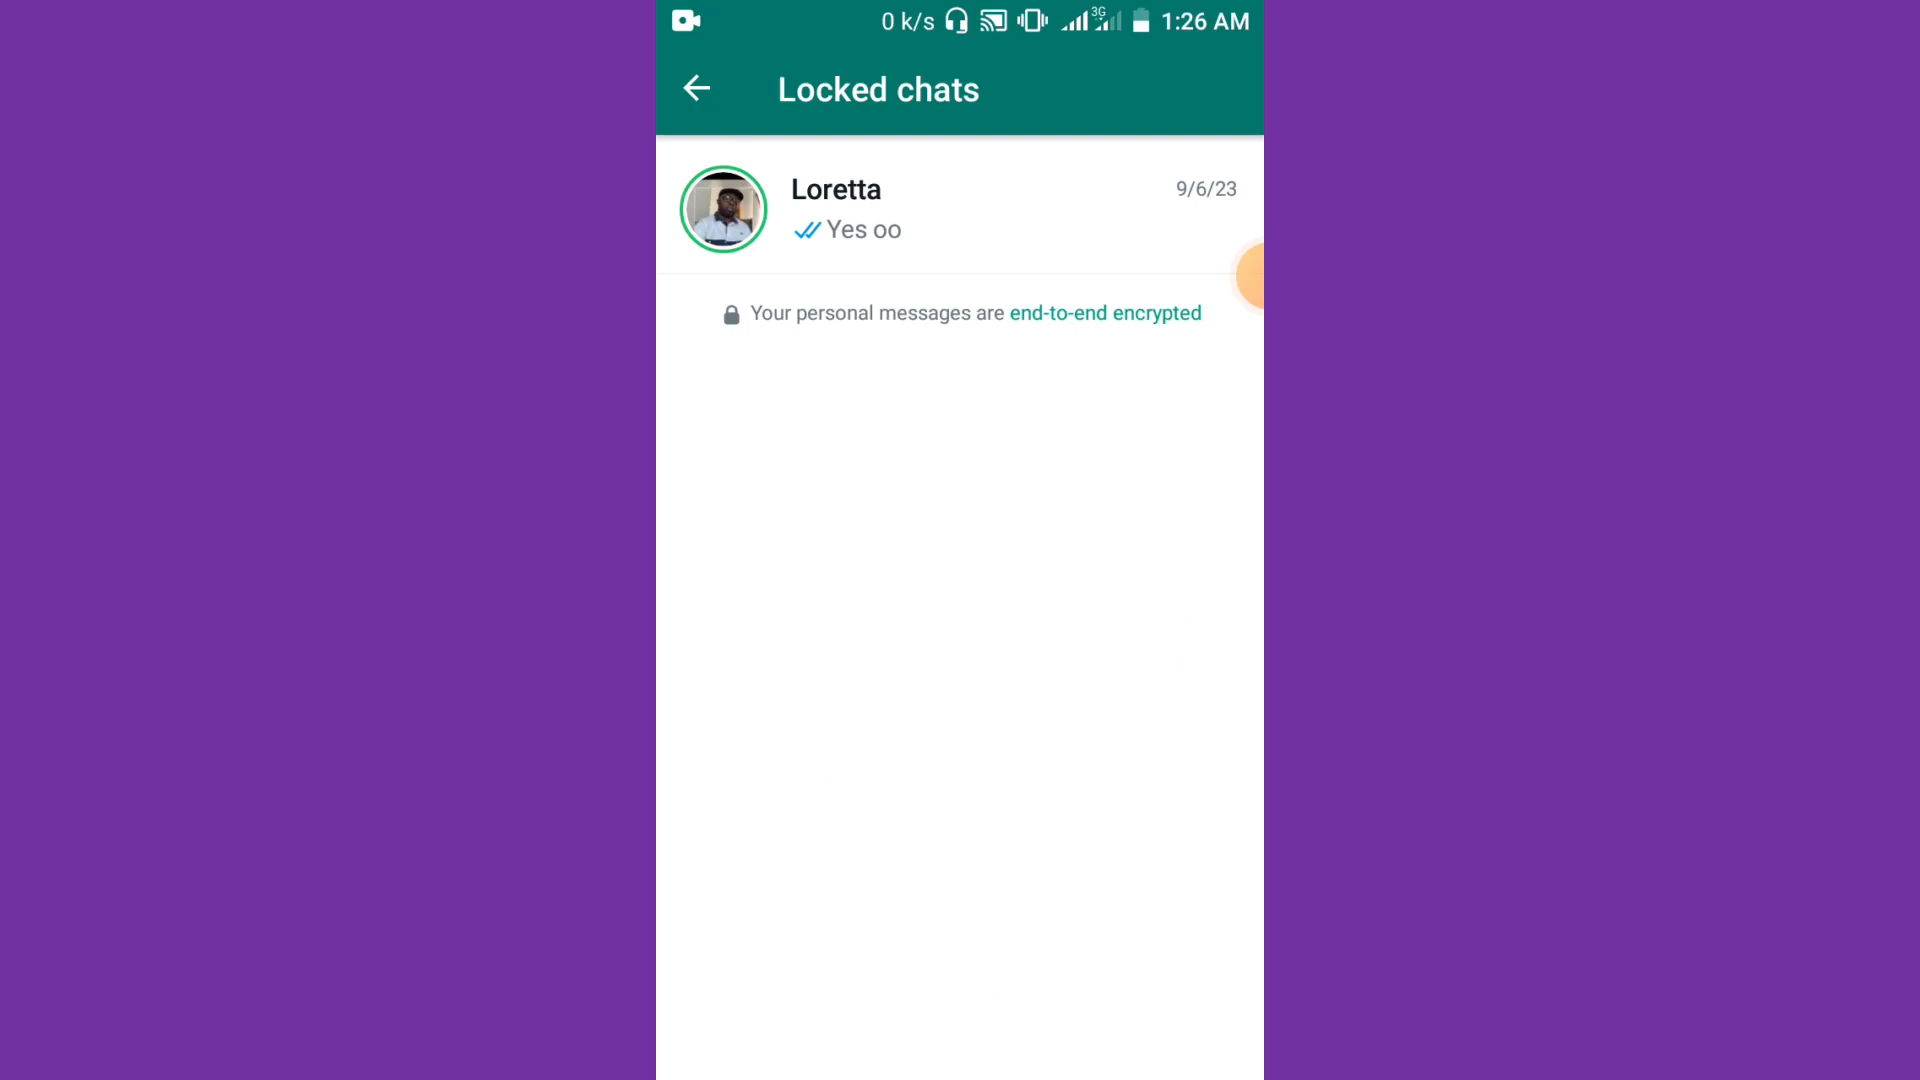 0 k/s 3G 1:26 AM
Locked chats
Loretta 9/6/23
Yes oo
Your personal messages are end-to-end encrypted